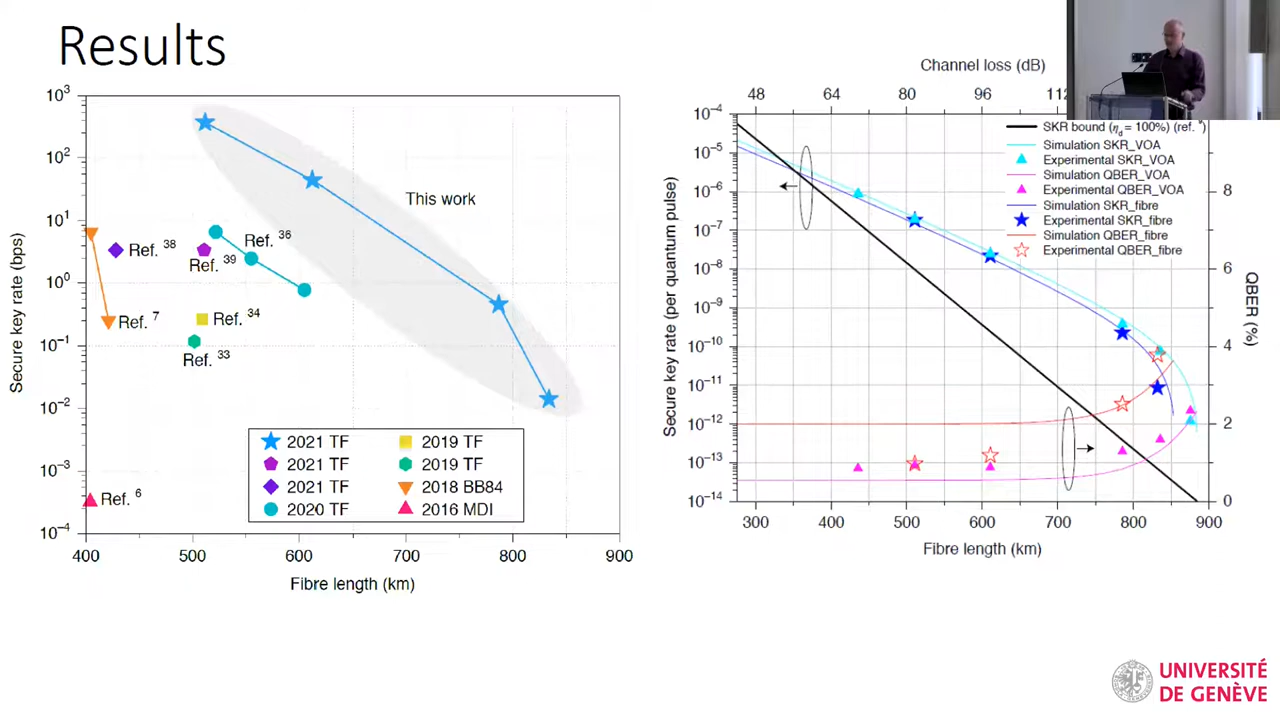 Results
Secure key rate (bps)
10³
10²
10¹
10⁰
10⁻¹
10⁻²
10⁻³
10⁻⁴
This work
Ref. ³⁸
Ref. ³⁶
Ref. ³⁹
Ref. ⁷
Ref. ³⁴
Ref. ³³
Ref. ⁶
2021 TF
2021 TF
2021 TF
2020 TF
2019 TF
2019 TF
2018 BB84
2016 MDI
400 500 600 700 800 900
Fibre length (km)
Channel loss (dB)
48 64 80 96
Secure key rate (per quantum pulse)
10⁻⁴
10⁻⁵
10⁻⁶
10⁻⁷
10⁻⁸
10⁻⁹
10⁻¹⁰
10⁻¹¹
10⁻¹²
10⁻¹³
10⁻¹⁴
SKR bound (η_d = 100%) (ref. )
Simulation SKR_VOA
Experimental SKR_VOA
Simulation QBER_VOA
Experimental QBER_VOA
Simulation SKR_fibre
Experimental SKR_fibre
Simulation QBER_fibre
Experimental QBER_fibre
8
6
4
2
0
QBER (%)
300 400 500 600 700 800 900
Fibre length (km)
UNIVERSITÉ
DE GENÈVE